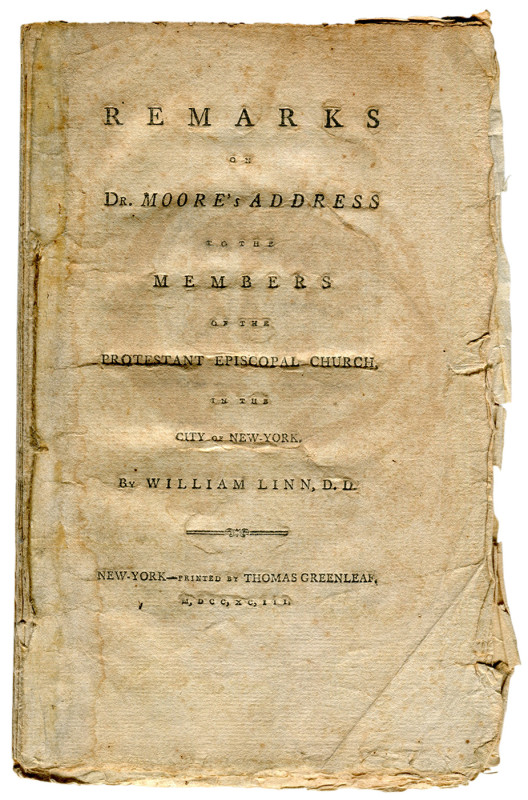 REMARKS
ON
DR. MOORE's ADDRESS
TO THE
MEMBERS
OF THE
PROTESTANT EPISCOPAL CHURCH,
IN THE
CITY OF NEW-YORK.
BY WILLIAM LINN, D. D.
NEW-YORK—PRINTED BY THOMAS GREENLEAF,
M,DCC,XC,III.